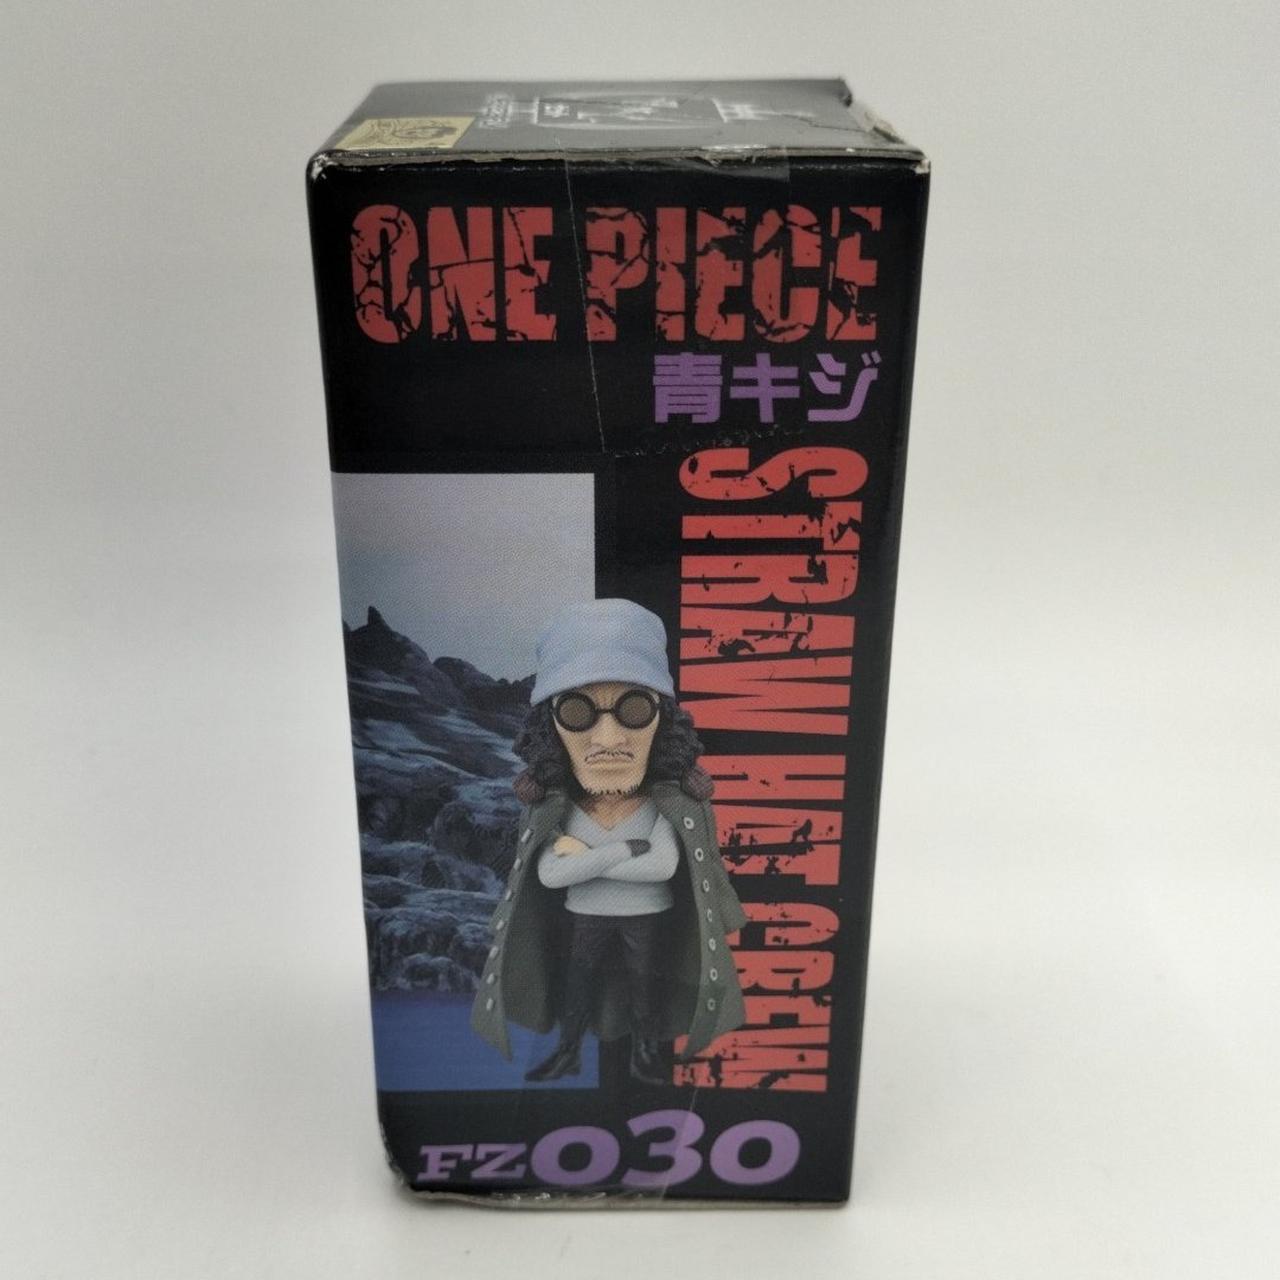 ONE PIECE
青キジ
STRAW HAT CREW
FZ030